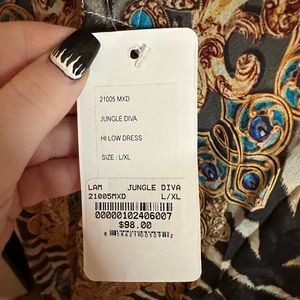 21005 MXD
JUNGLE DIVA
HI LOW DRESS
SIZE : L/XL
LAM JUNGLE DIVA
21005MXD L/XL
00000102406007
$98.00